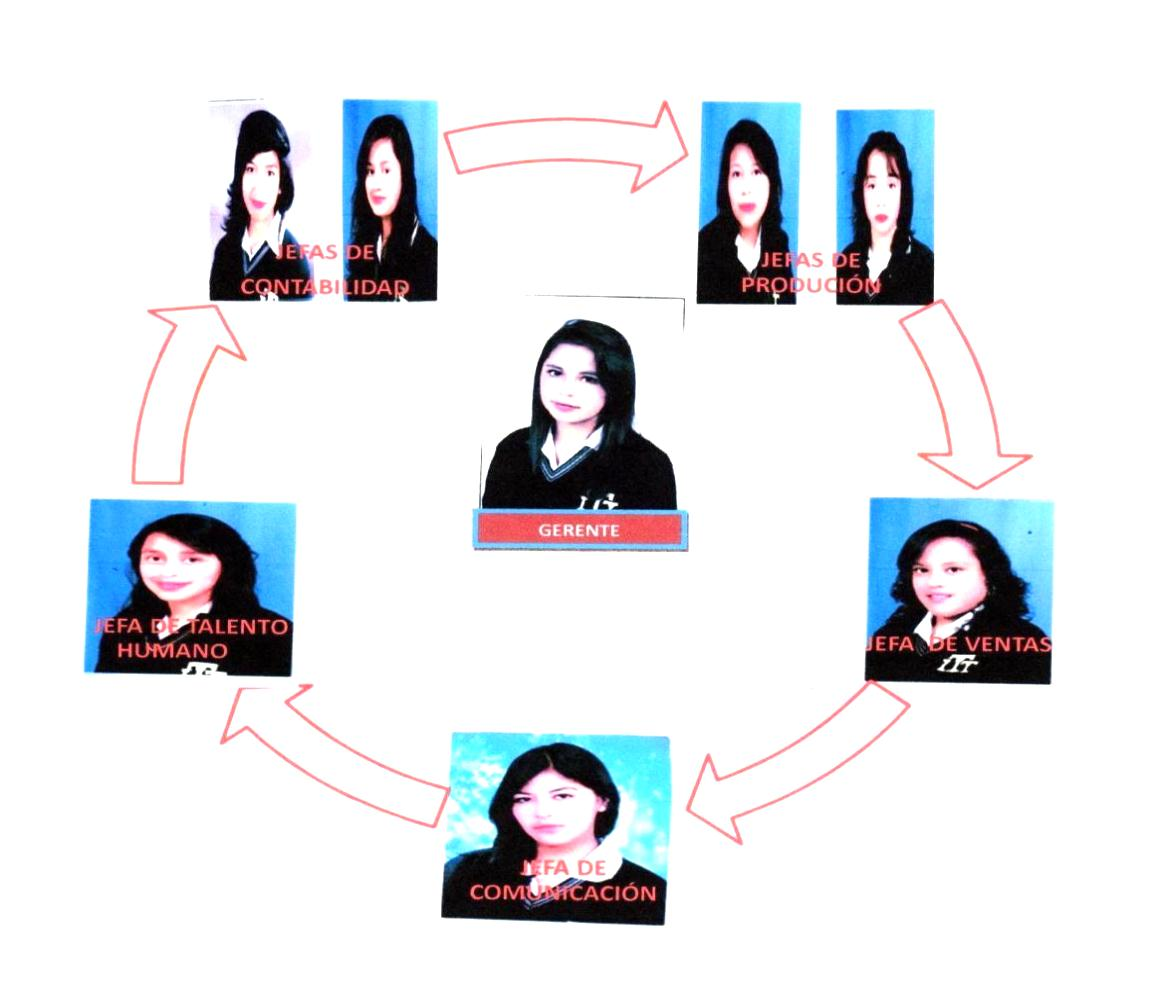 JEFAS DE
CONTABILIDAD
JEFAS DE
PRODUCIÓN
GERENTE
JEFA DE TALENTO
HUMANO
JEFA DE VENTAS
JEFA DE
COMUNICACIÓN